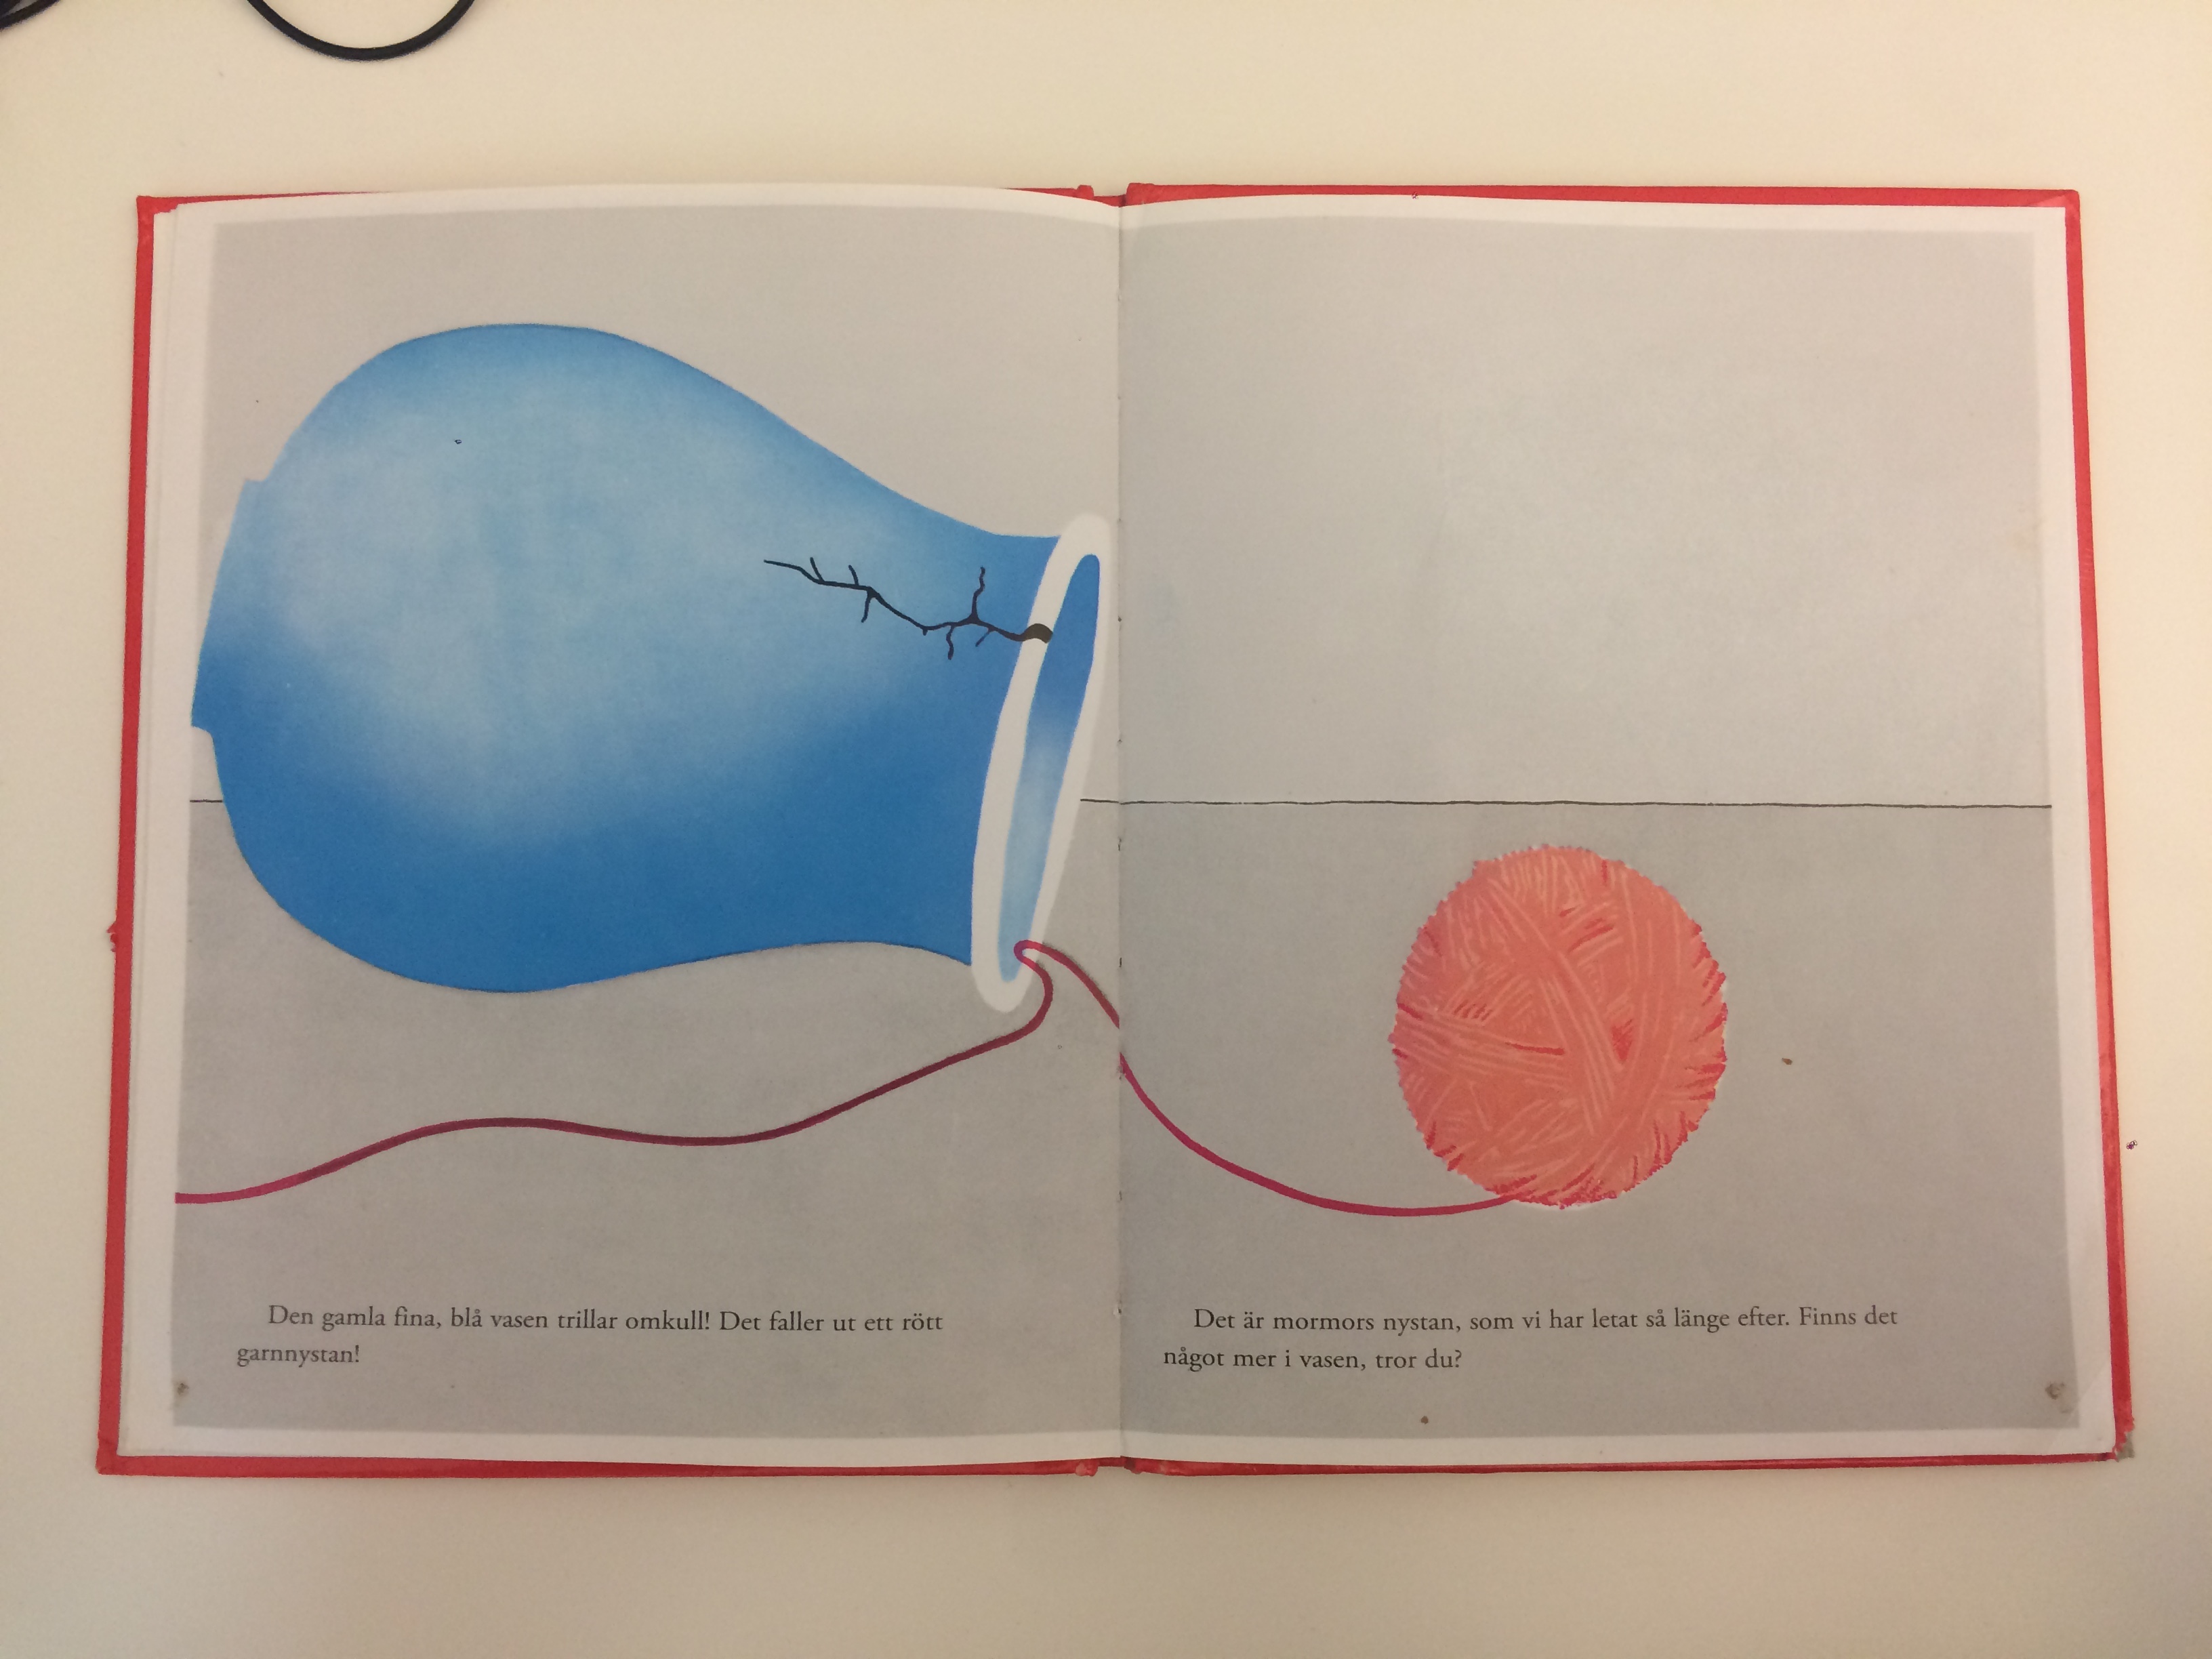 Den gamla fina, blå vasen trillar omkull! Det faller ut ett rött
garnnystan!
Det är mormors nystan, som vi har letat så länge efter. Finns det
något mer i vasen, tror du?